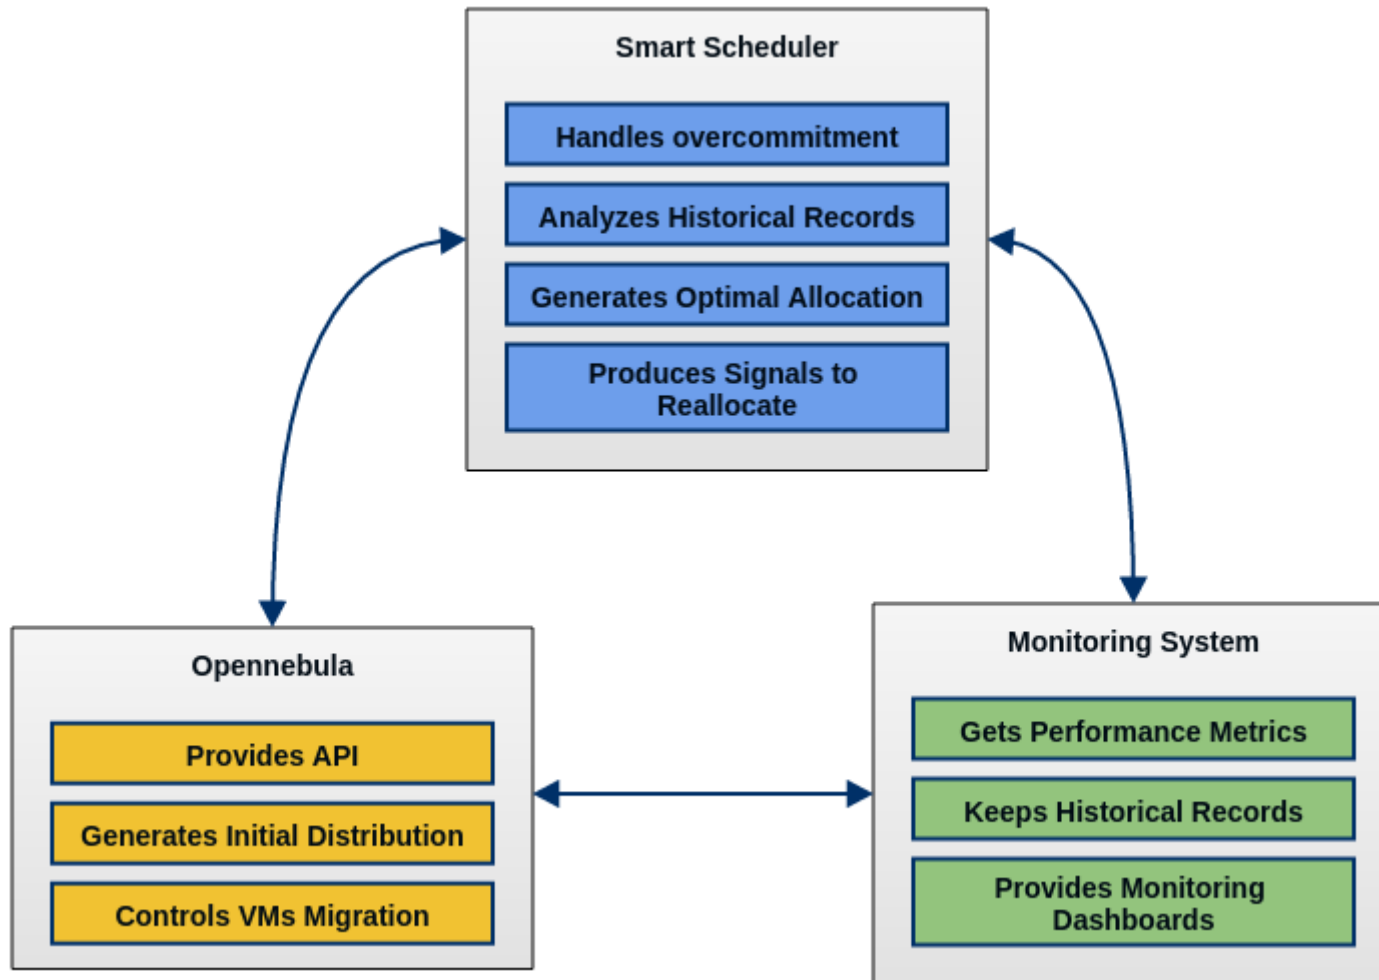 Smart Scheduler
Handles overcommitment
Analyzes Historical Records
Generates Optimal Allocation
Produces Signals to
Reallocate
Opennebula
Provides API
Generates Initial Distribution
Controls VMs Migration
Monitoring System
Gets Performance Metrics
Keeps Historical Records
Provides Monitoring
Dashboards